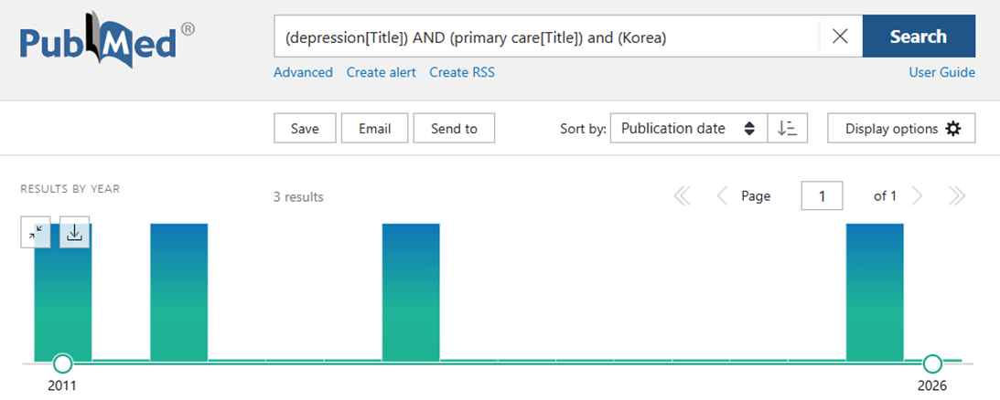 PubMed®
(depression[Title]) AND (primary care[Title]) and (Korea)
Search
Advanced Create alert Create RSS User Guide
Save Email Send to Sort by: Publication date Display options
RESULTS BY YEAR
3 results Page 1 of 1
2011 2026